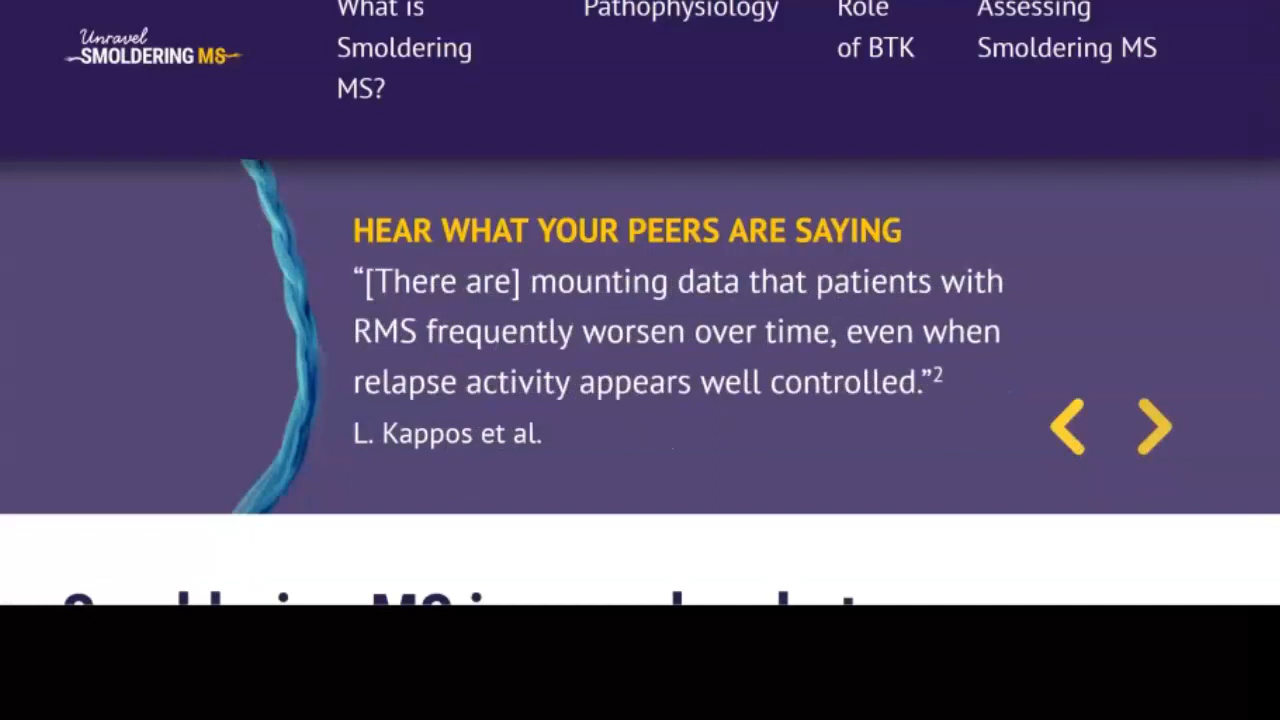 What is
Smoldering
MS?
Pathophysiology
Role
of BTK
Assessing
Smoldering MS
Unravel
SMOLDERING MS
HEAR WHAT YOUR PEERS ARE SAYING
“[There are] mounting data that patients with
RMS frequently worsen over time, even when
relapse activity appears well controlled.”2
L. Kappos et al.